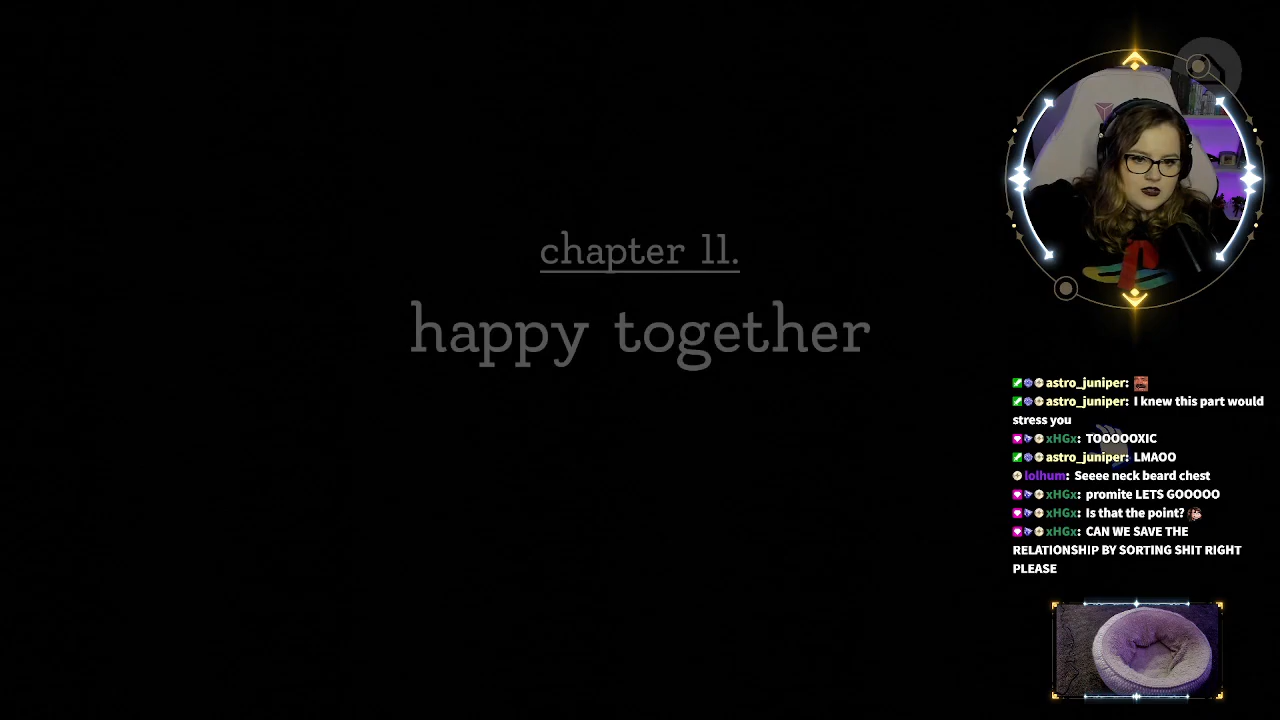 chapter 11.
happy together
astro_juniper:
astro_juniper: I knew this part would
stress you
xHGx: TOOOOOXIC
astro_juniper: LMAOO
lolhum: Seeee neck beard chest
xHGx: promite LETS GOOOOO
xHGx: Is that the point?
xHGx: CAN WE SAVE THE
RELATIONSHIP BY SORTING SHIT RIGHT
PLEASE